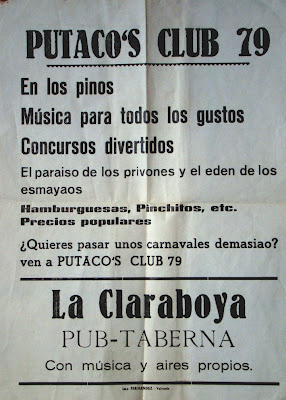 PUTACO'S CLUB 79
En los pinos
Música para todos los gustos
Concursos divertidos
El paraiso de los privones y el eden de los
esmayaos
Hamburguesas, Pinchitos, etc.
Precios populares
¿Quieres pasar unos carnavales demasiao?
ven a PUTACO'S CLUB 79
La Claraboya
PUB-TABERNA
Con música y aires propios.